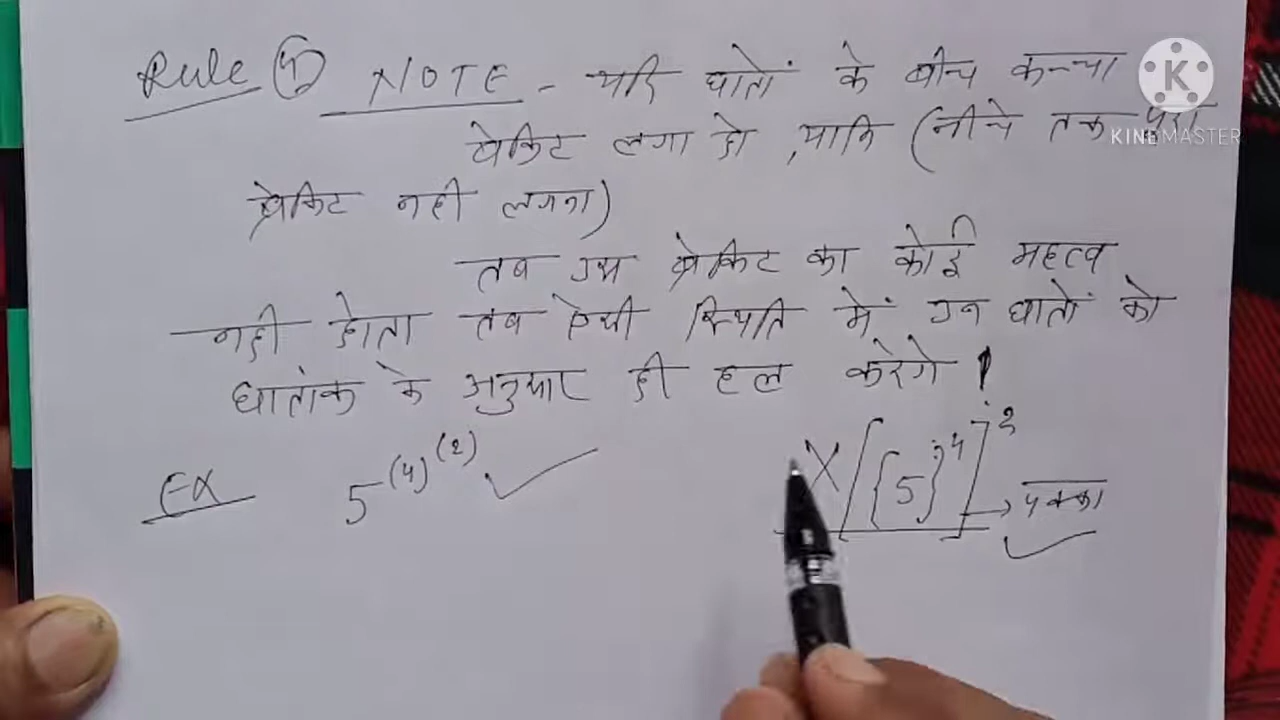 Rule (4) NOTE - यदि घातों के बीच कच्चा
ब्रेकिट लगा हो, यानि (नीचे तक पूरा
ब्रेकिट नही लगना)
तब उस ब्रेकिट का कोई महत्व
नही होता तब ऐसी स्थिति में उन घातों को
घातांक के अनुसार ही हल करेगे।
EX 5^(4)^(2) ✓ X [{5}^4]^2 → पक्का ✓
K
KINEMASTER